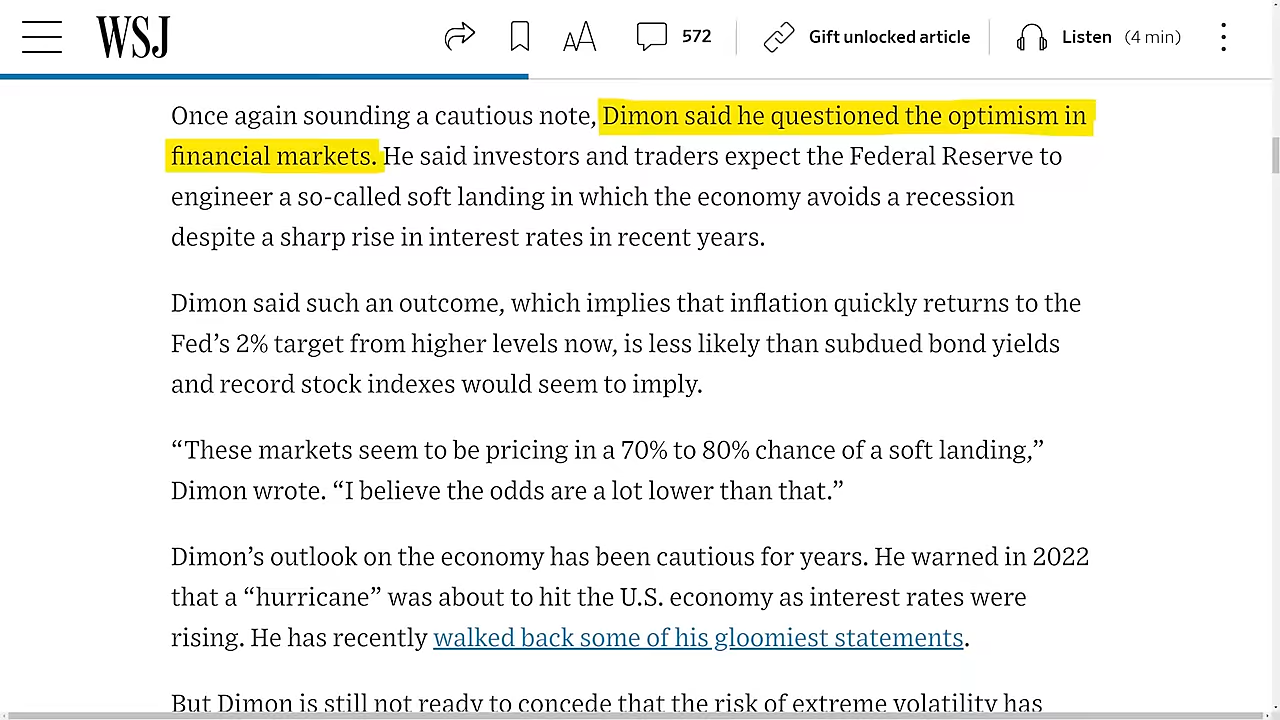 WSJ
572
Gift unlocked article
Listen (4 min)
Once again sounding a cautious note, Dimon said he questioned the optimism in
financial markets. He said investors and traders expect the Federal Reserve to
engineer a so-called soft landing in which the economy avoids a recession
despite a sharp rise in interest rates in recent years.
Dimon said such an outcome, which implies that inflation quickly returns to the
Fed’s 2% target from higher levels now, is less likely than subdued bond yields
and record stock indexes would seem to imply.
“These markets seem to be pricing in a 70% to 80% chance of a soft landing,”
Dimon wrote. “I believe the odds are a lot lower than that.”
Dimon’s outlook on the economy has been cautious for years. He warned in 2022
that a “hurricane” was about to hit the U.S. economy as interest rates were
rising. He has recently walked back some of his gloomiest statements.
But Dimon is still not ready to concede that the risk of extreme volatility has